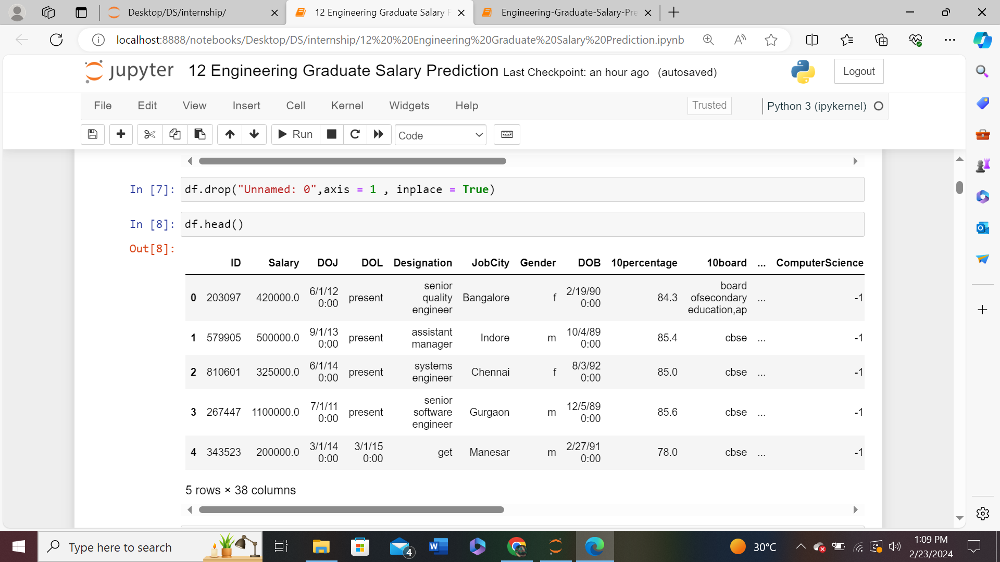 Desktop/DS/internship/
12 Engineering Graduate Salary P
Engineering-Graduate-Salary-Pre
localhost:8888/notebooks/Desktop/DS/internship/12%20%20Engineering%20Graduate%20Salary%20Prediction.ipynb
jupyter 12 Engineering Graduate Salary Prediction Last Checkpoint: an hour ago (autosaved)
Logout
File Edit View Insert Cell Kernel Widgets Help
Trusted
Python 3 (ipykernel)
Run
Code
In [7]: df.drop("Unnamed: 0",axis = 1 , inplace = True)
In [8]: df.head()
Out[8]:
ID Salary DOJ DOL Designation JobCity Gender DOB 10percentage 10board ... ComputerScience
0 203097 420000.0 6/1/12 0:00 present senior quality engineer Bangalore f 2/19/90 0:00 84.3 board ofsecondary education,ap ... -1
1 579905 500000.0 9/1/13 0:00 present assistant manager Indore m 10/4/89 0:00 85.4 cbse ... -1
2 810601 325000.0 6/1/14 0:00 present systems engineer Chennai f 8/3/92 0:00 85.0 cbse ... -1
3 267447 1100000.0 7/1/11 0:00 present senior software engineer Gurgaon m 12/5/89 0:00 85.6 cbse ... -1
4 343523 200000.0 3/1/14 0:00 3/1/15 0:00 get Manesar m 2/27/91 0:00 78.0 cbse ... -1
5 rows × 38 columns
Type here to search
4
30°C
1:09 PM
2/23/2024